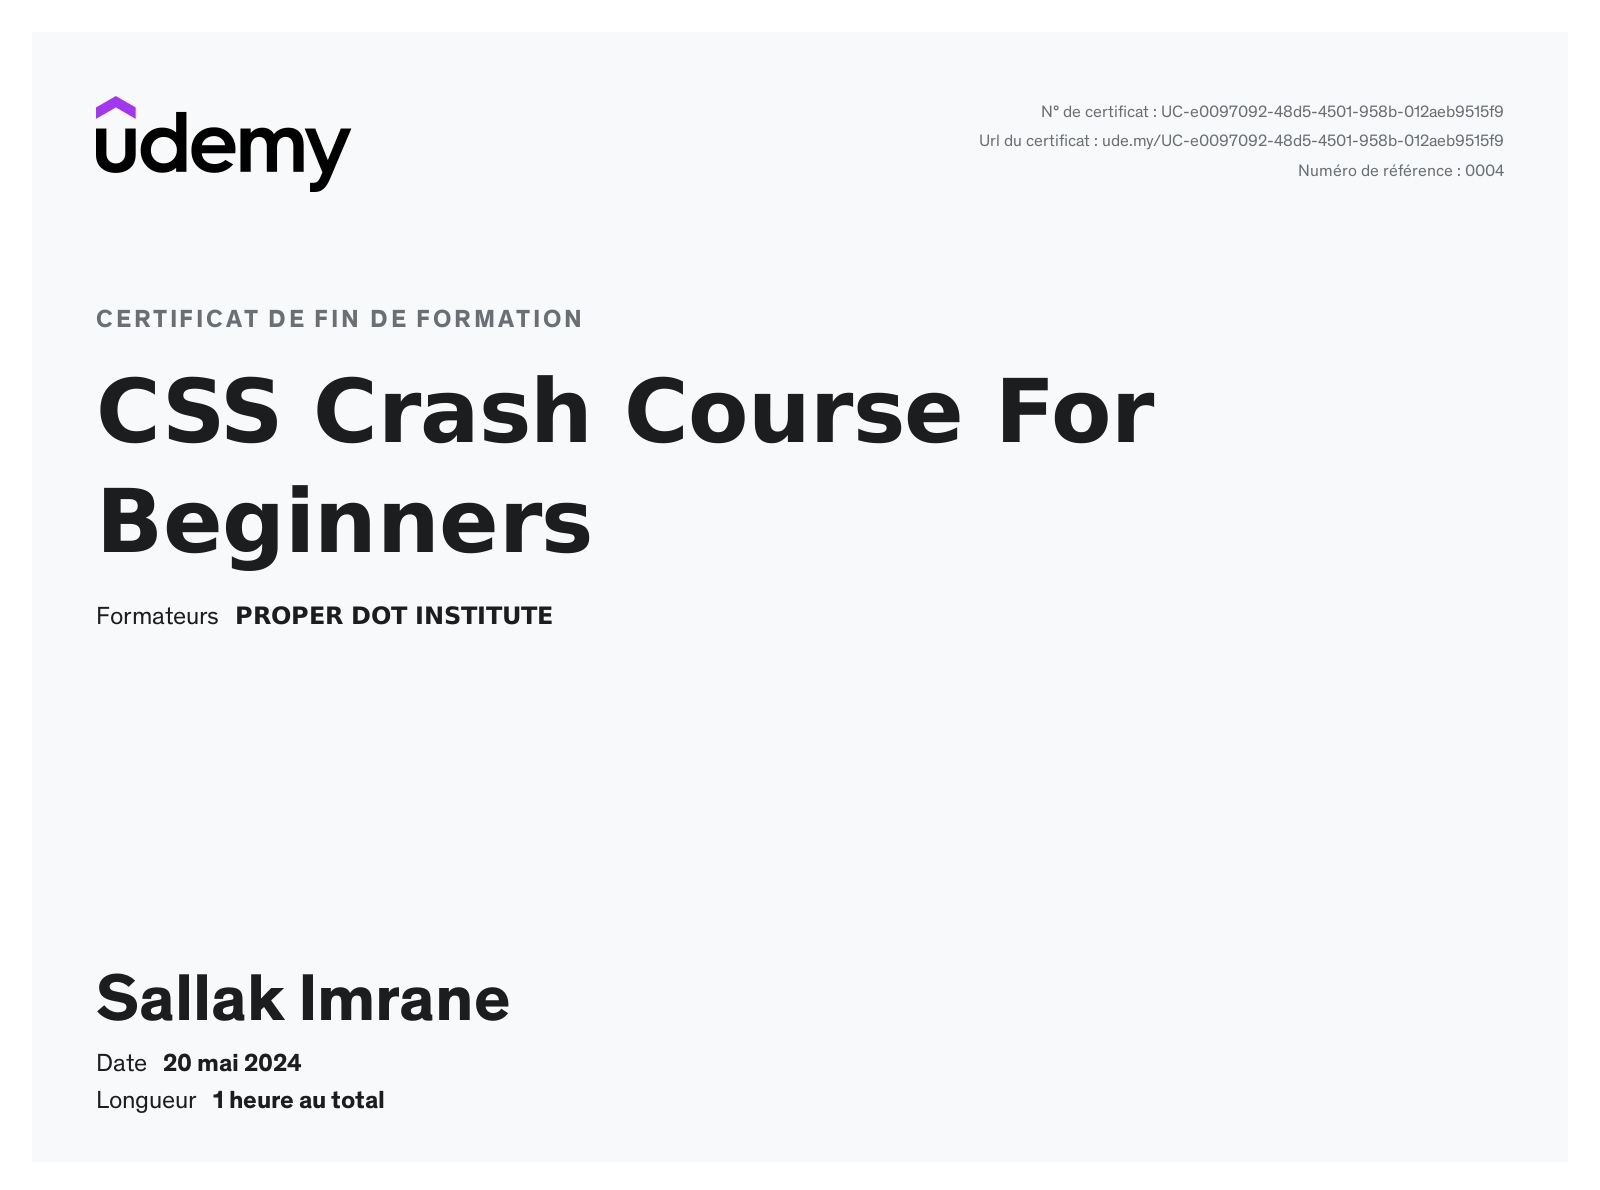 udemy
N° de certificat : UC-e0097092-48d5-4501-958b-012aeb9515f9
Url du certificat : ude.my/UC-e0097092-48d5-4501-958b-012aeb9515f9
Numéro de référence : 0004
CERTIFICAT DE FIN DE FORMATION
CSS Crash Course For
Beginners
Formateurs PROPER DOT INSTITUTE
Sallak Imrane
Date 20 mai 2024
Longueur 1 heure au total